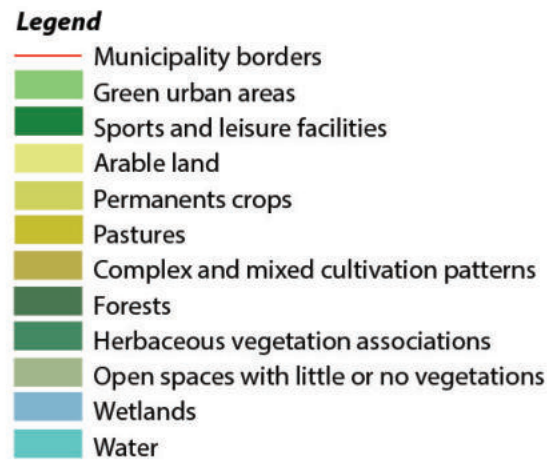 Legend
Municipality borders
Green urban areas
Sports and leisure facilities
Arable land
Permanents crops
Pastures
Complex and mixed cultivation patterns
Forests
Herbaceous vegetation associations
Open spaces with little or no vegetations
Wetlands
Water